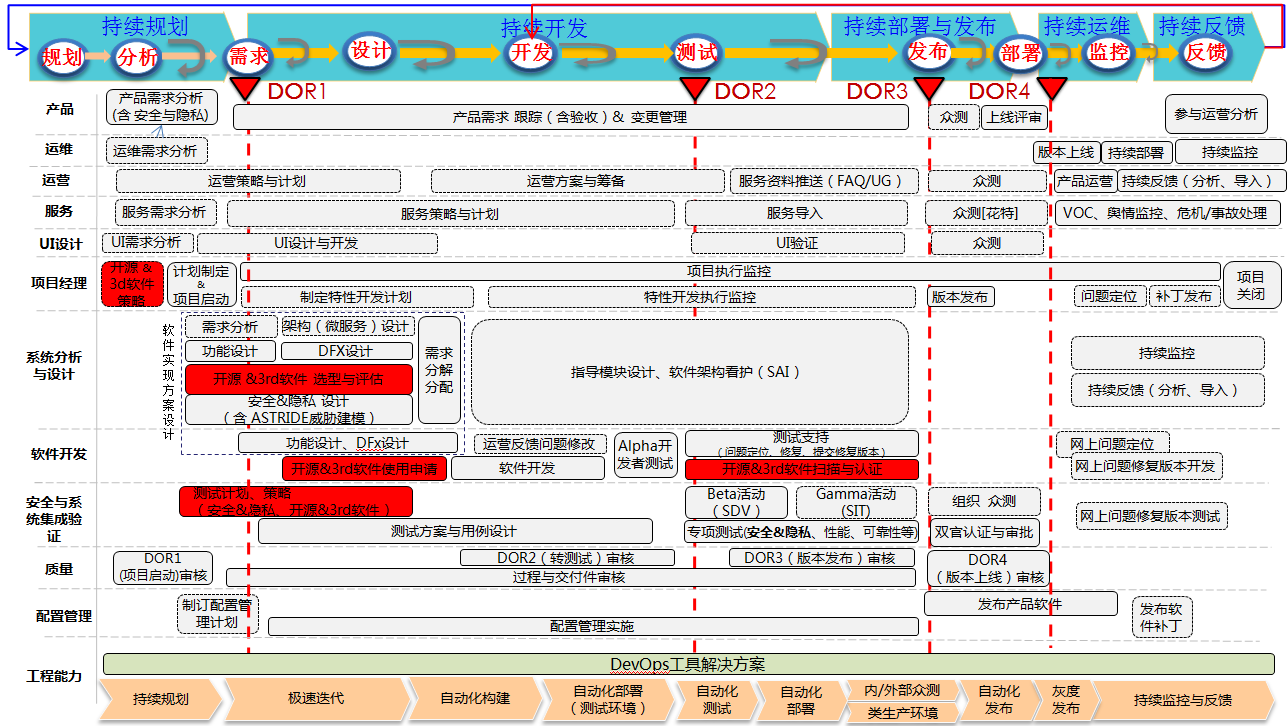 持续规划
持续开发
持续部署与发布
持续运维
持续反馈
规划
分析
需求
设计
开发
测试
发布
部署
监控
反馈
DOR1
DOR2
DOR3
DOR4
产品
产品需求分析
(含 安全与隐私)
产品需求 跟踪（含验收）& 变更管理
众测
上线评审
参与运营分析
运维
运维需求分析
版本上线
持续部署
持续监控
运营
运营策略与计划
运营方案与筹备
服务资料推送（FAQ/UG）
众测
产品运营
持续反馈（分析、导入）
服务
服务需求分析
服务策略与计划
服务导入
众测[花特]
VOC、舆情监控、危机/事故处理
UI设计
UI需求分析
UI设计与开发
UI验证
众测
项目经理
开源 &
3d软件
策略
计划制定
&
项目启动
项目执行监控
制定特性开发计划
特性开发执行监控
版本发布
问题定位
补丁发布
项目
关闭
系统分析
与设计
软件实现方案设计
需求分析
架构（微服务）设计
功能设计
DFX设计
开源 &3rd软件 选型与评估
安全&隐私 设计
（含 ASTRIDE威胁建模）
需求
分解
分配
指导模块设计、软件架构看护（SAI）
持续监控
持续反馈（分析、导入）
软件开发
功能设计、DFx设计
运营反馈问题修改
Alpha开
发者测试
测试支持
（问题定位、修复、提交修复版本）
网上问题定位
开源&3rd软件使用申请
软件开发
开源&3rd软件扫描与认证
网上问题修复版本开发
安全与系
统集成验
证
测试计划、策略
（安全&隐私、开源&3rd软件 ）
Beta活动
（SDV ）
Gamma活动
(SIT)
组织 众测
网上问题修复版本测试
测试方案与用例设计
专项测试(安全&隐私、性能、可靠性等)
双官认证与审批
质量
DOR1
(项目启动)审核
DOR2（转测试）审核
DOR3（版本发布）审核
DOR4
（版本上线）审核
过程与交付件审核
配置管理
制订配置管
理计划
发布产品软件
发布软
件补丁
配置管理实施
工程能力
DevOps工具解决方案
持续规划
极速迭代
自动化构建
自动化部署
（测试环境）
自动化
测试
自动化
部署
内/外部众测
类生产环境
自动化
发布
灰度
发布
持续监控与反馈